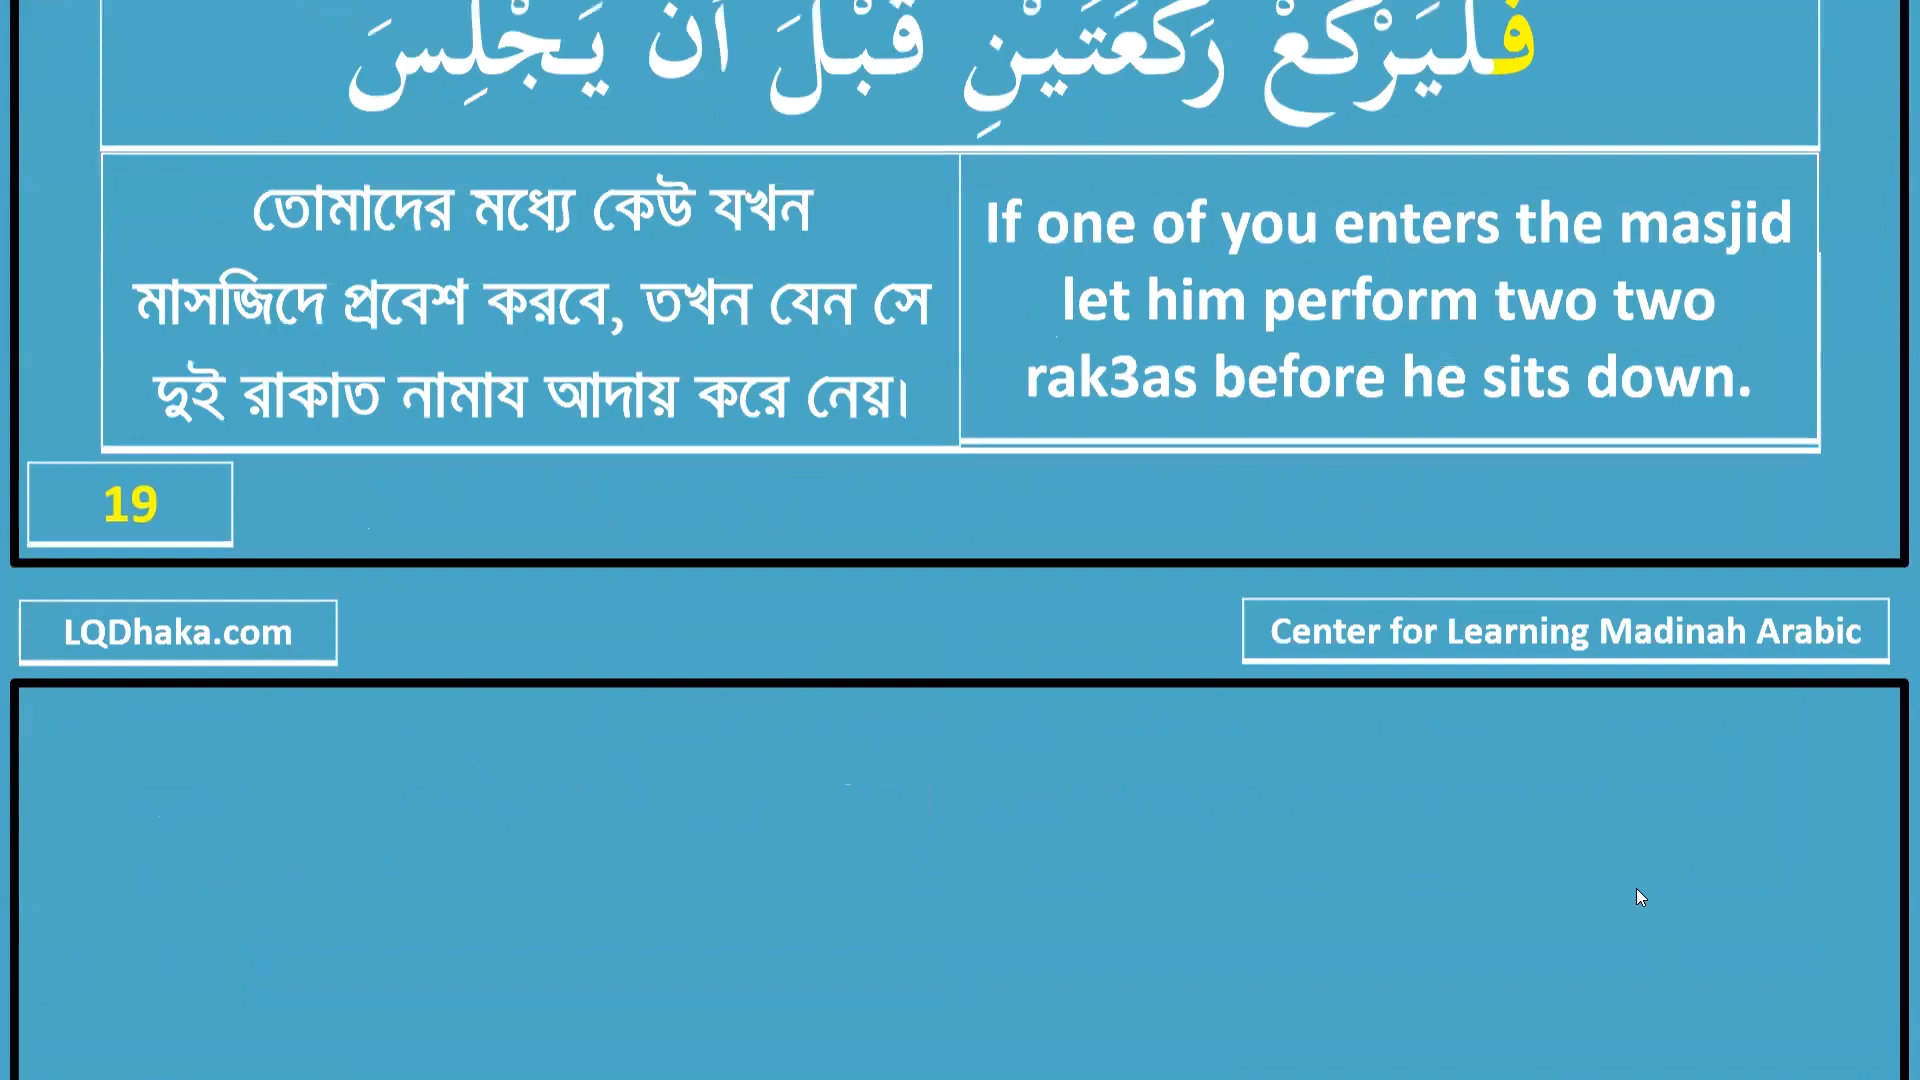 فَلْيَرْكَعْ رَكْعَتَيْنِ قَبْلَ أَنْ يَجْلِسَ
তোমাদের মধ্যে কেউ যখন
মাসজিদে প্রবেশ করবে, তখন যেন সে
দুই রাকাত নামায আদায় করে নেয়।
If one of you enters the masjid
let him perform two two
rak3as before he sits down.
19
LQDhaka.com
Center for Learning Madinah Arabic